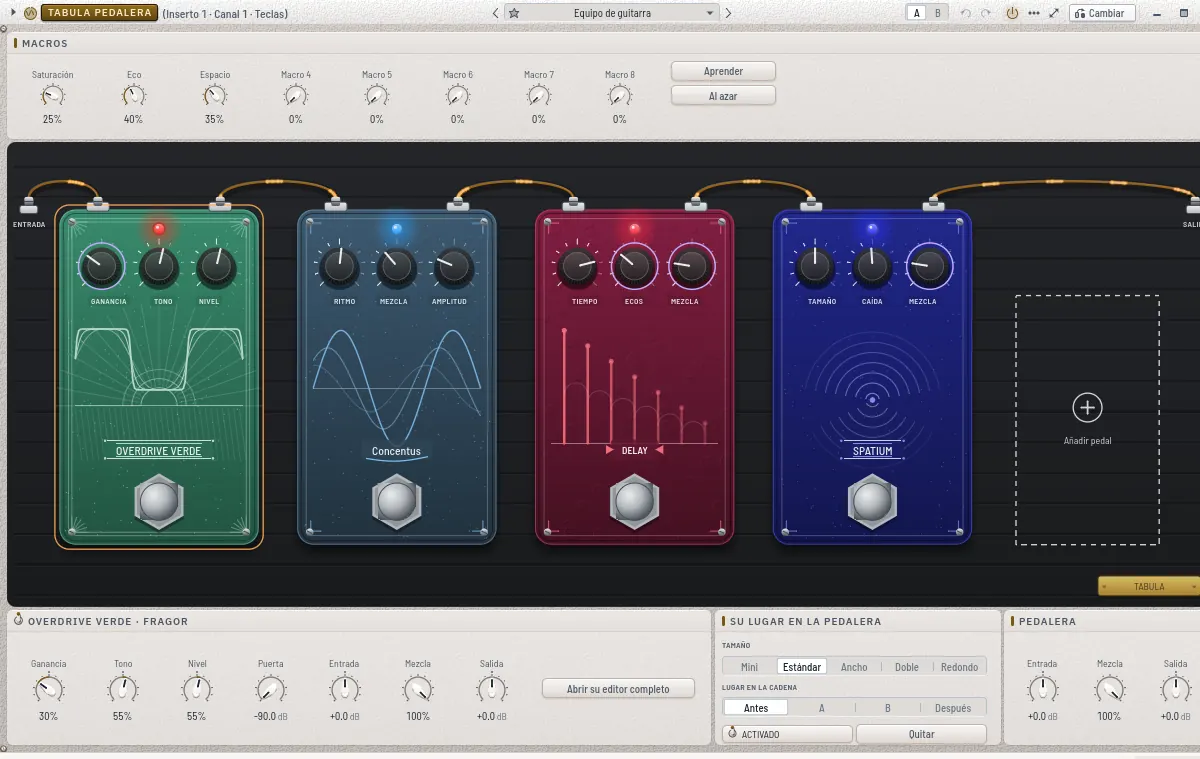 TABULA PEDALERA (Inserto 1 · Canal 1 · Teclas) Equipo de guitarra A B Cambiar
MACROS
Saturación Eco Espacio Macro 4 Macro 5 Macro 6 Macro 7 Macro 8 Aprender
Al azar
25% 40% 35% 0% 0% 0% 0% 0%
ENTRADA
GANANCIA TONO NIVEL RITMO MEZCLA AMPLITUD TIEMPO ECOS MEZCLA TAMAÑO CAÍDA MEZCLA
Añadir pedal
OVERDRIVE VERDE Concentus DELAY SPATIUM
TABULA
OVERDRIVE VERDE · FRAGOR
Ganancia Tono Nivel Puerta Entrada Mezcla Salida
30% 55% 55% -90.0 dB +0.0 dB 100% +0.0 dB
Abrir su editor completo
SU LUGAR EN LA PEDALERA
TAMAÑO
Mini Estándar Ancho Doble Redondo
LUGAR EN LA CADENA
Antes A B Después
ACTIVADO Quitar
PEDALERA
Entrada Mezcla Salida
+0.0 dB 100% +0.0 dB